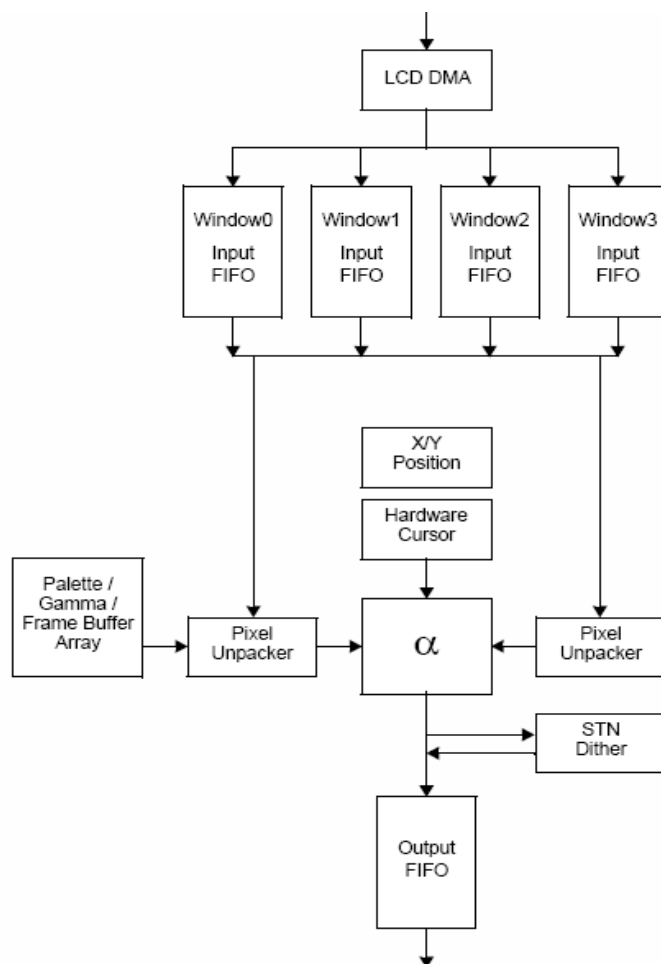 LCD DMA
Window0
Input
FIFO
Window1
Input
FIFO
Window2
Input
FIFO
Window3
Input
FIFO
X/Y
Position
Hardware
Cursor
Palette /
Gamma /
Frame Buffer
Array
Pixel
Unpacker
α
Pixel
Unpacker
STN
Dither
Output
FIFO